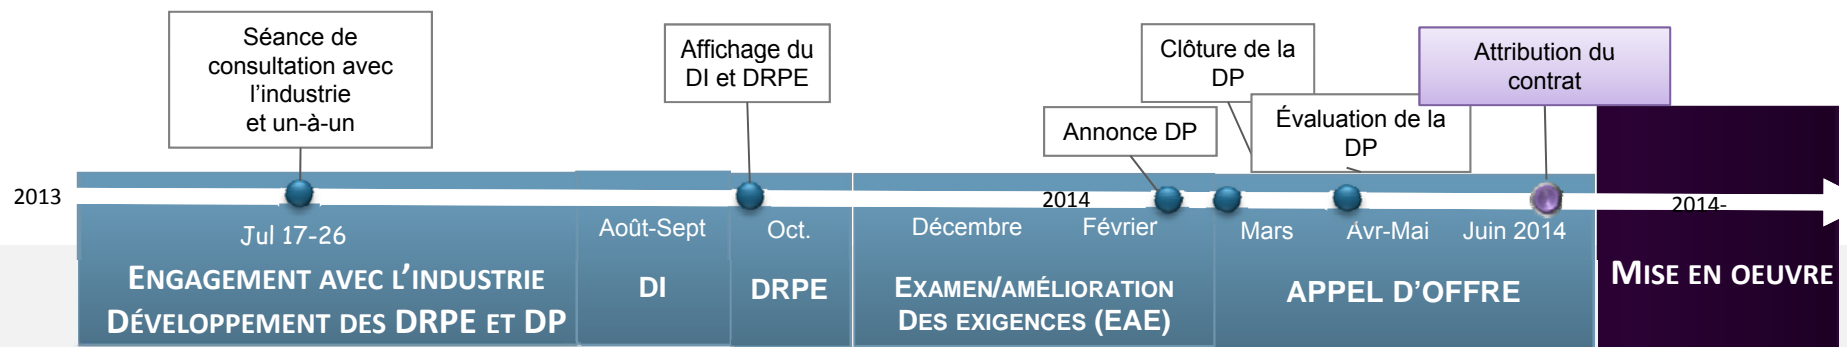 Séance de
consultation avec
l'industrie
et un-à-un
Affichage du
DI et DRPE
Annonce DP
Clôture de la
DP
Évaluation de la
DP
Attribution du
contrat
2013
2014
2014-
Jul 17-26
Août-Sept
Oct.
Décembre
Février
Mars
Avr-Mai
Juin 2014
ENGAGEMENT AVEC L'INDUSTRIE
DÉVELOPPEMENT DES DRPE ET DP
DI
DRPE
EXAMEN/AMÉLIORATION
DES EXIGENCES (EAE)
APPEL D'OFFRE
MISE EN OEUVRE